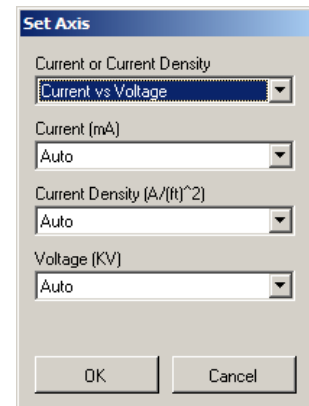 Set Axis
Current or Current Density
Current vs Voltage
Current (mA)
Auto
Current Density (A/(ft)^2)
Auto
Voltage (KV)
Auto
OK Cancel